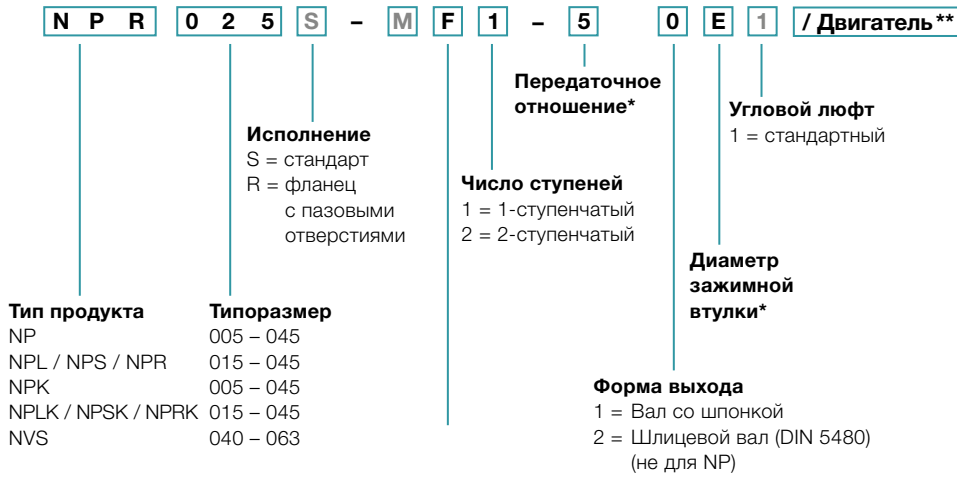 NPR 025 S – M F 1 – 5 0 E 1 / Двигатель**
Передаточное
отношение*
Угловой люфт
1 = стандартный
Исполнение
S = стандарт
R = фланец
с пазовыми
отверстиями
Число ступеней
1 = 1-ступенчатый
2 = 2-ступенчатый
Диаметр
зажимной
втулки*
Тип продукта Типоразмер
NP 005 – 045
NPL / NPS / NPR 015 – 045
NPK 005 – 045
NPLK / NPSK / NPRK 015 – 045
NVS 040 – 063
Форма выхода
1 = Вал со шпонкой
2 = Шлицевой вал (DIN 5480)
(не для NP)